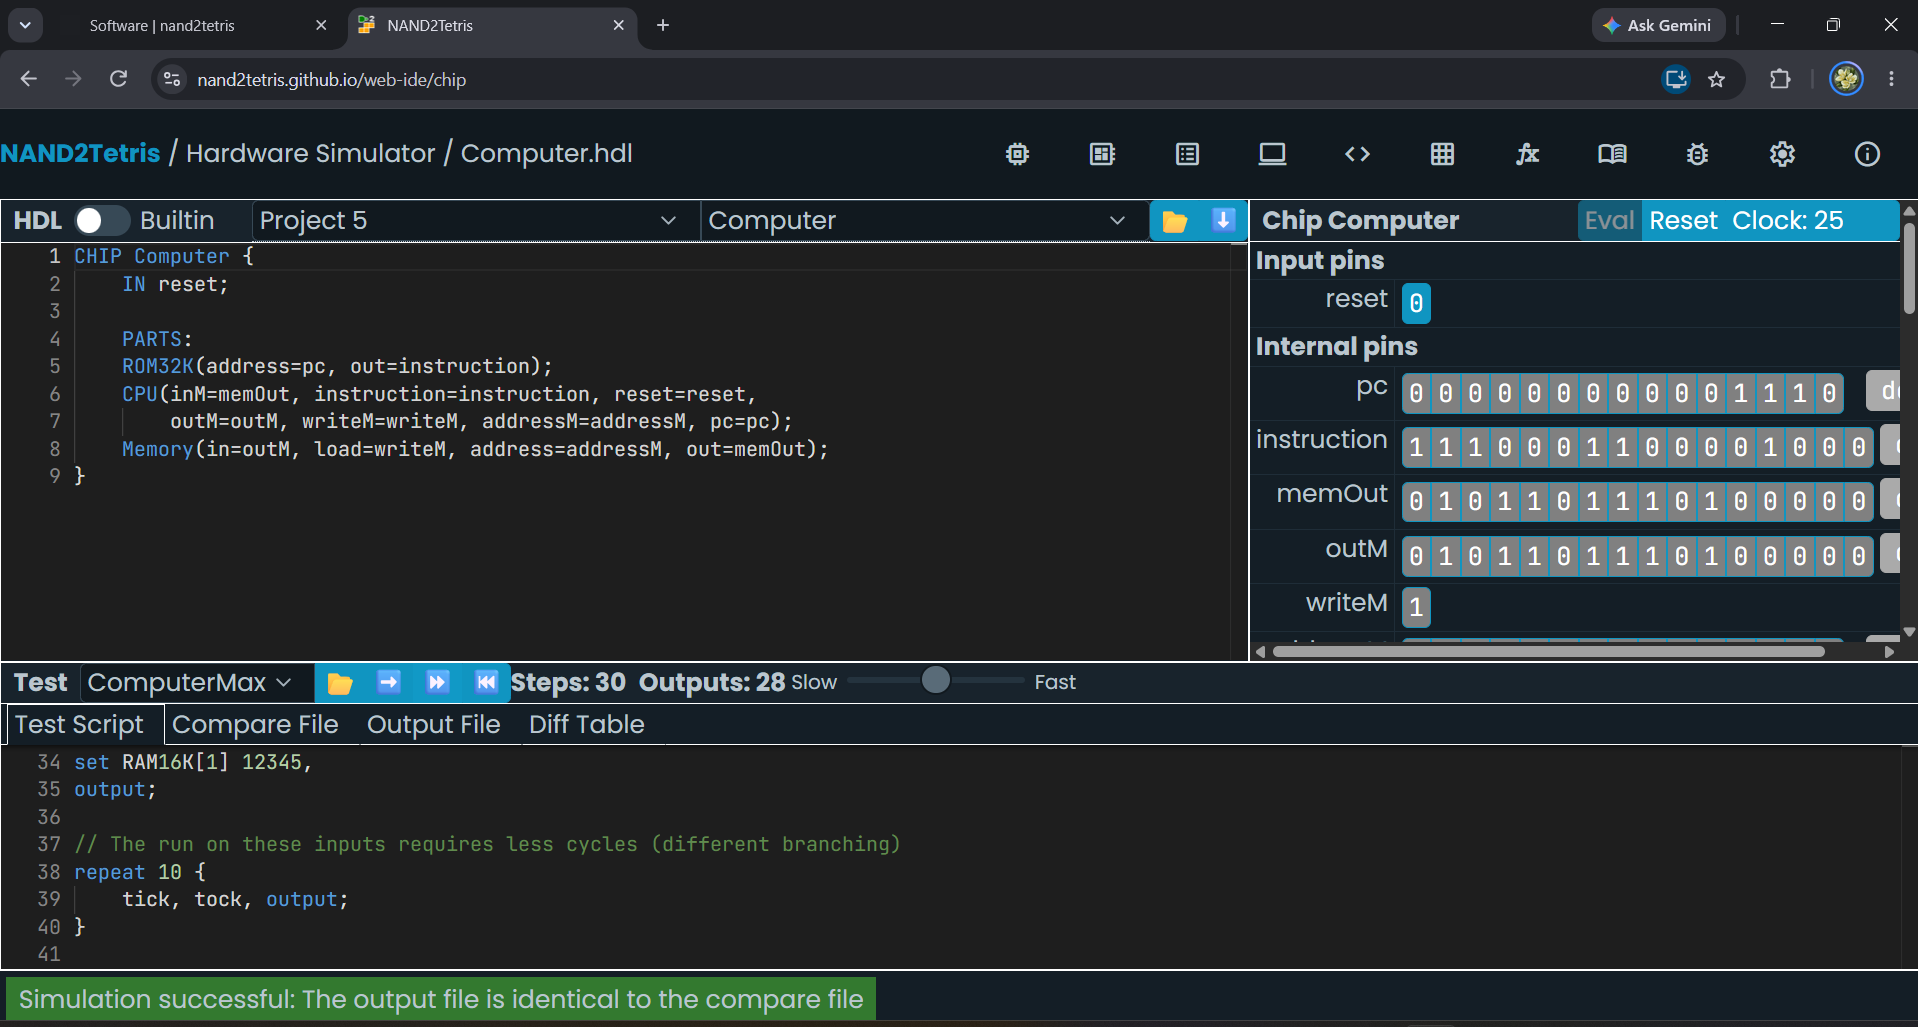 Software | nand2tetris
NAND2Tetris
Ask Gemini
nand2tetris.github.io/web-ide/chip
NAND2Tetris / Hardware Simulator / Computer.hdl
HDL Builtin Project 5 Computer
Chip Computer Eval Reset Clock: 25
1 CHIP Computer {
2 IN reset;
3
4 PARTS:
5 ROM32K(address=pc, out=instruction);
6 CPU(inM=memOut, instruction=instruction, reset=reset,
7 outM=outM, writeM=writeM, addressM=addressM, pc=pc);
8 Memory(in=outM, load=writeM, address=addressM, out=memOut);
9 }
Input pins
reset 0
Internal pins
pc 0 0 0 0 0 0 0 0 0 0 0 1 1 1 0
instruction 1 1 1 0 0 0 1 1 0 0 0 0 1 0 0 0
memOut 0 1 0 1 1 0 1 1 1 0 1 0 0 0 0 0
outM 0 1 0 1 1 0 1 1 1 0 1 0 0 0 0 0
writeM 1
Test ComputerMax Steps: 30 Outputs: 28 Slow Fast
Test Script Compare File Output File Diff Table
34 set RAM16K[1] 12345,
35 output;
36
37 // The run on these inputs requires less cycles (different branching)
38 repeat 10 {
39 tick, tock, output;
40 }
41
Simulation successful: The output file is identical to the compare file